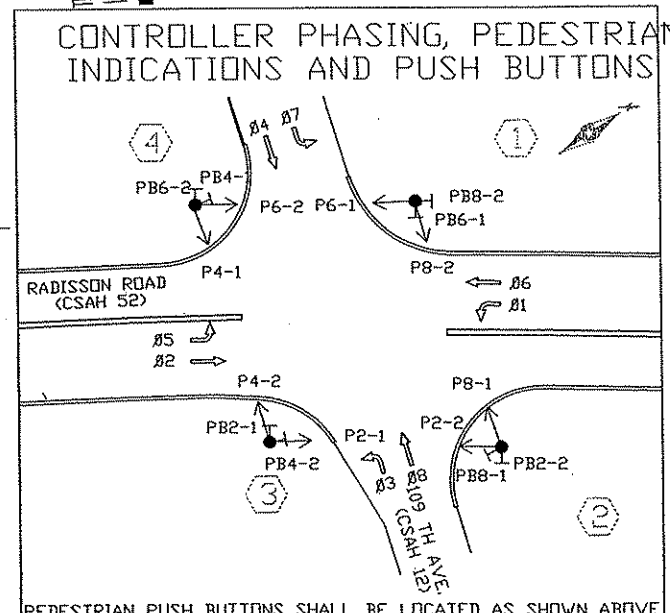 CONTROLLER PHASING, PEDESTRIAN
INDICATIONS AND PUSH BUTTONS
4
Ø4
Ø7
1
PB6-2
PB4-1
P6-2
P6-1
PB8-2
PB6-1
P4-1
P8-2
RADISSON ROAD
(CSAH 52)
Ø6
Ø1
Ø5
Ø2
P4-2
P8-1
PB2-1
PB4-2
P2-1
P2-2
PB8-1
PB2-2
Ø3
Ø8
109 TH AVE.
(CSAH 12)
3
2
PEDESTRIAN PUSH BUTTONS SHALL BE LOCATED AS SHOWN ABOVE